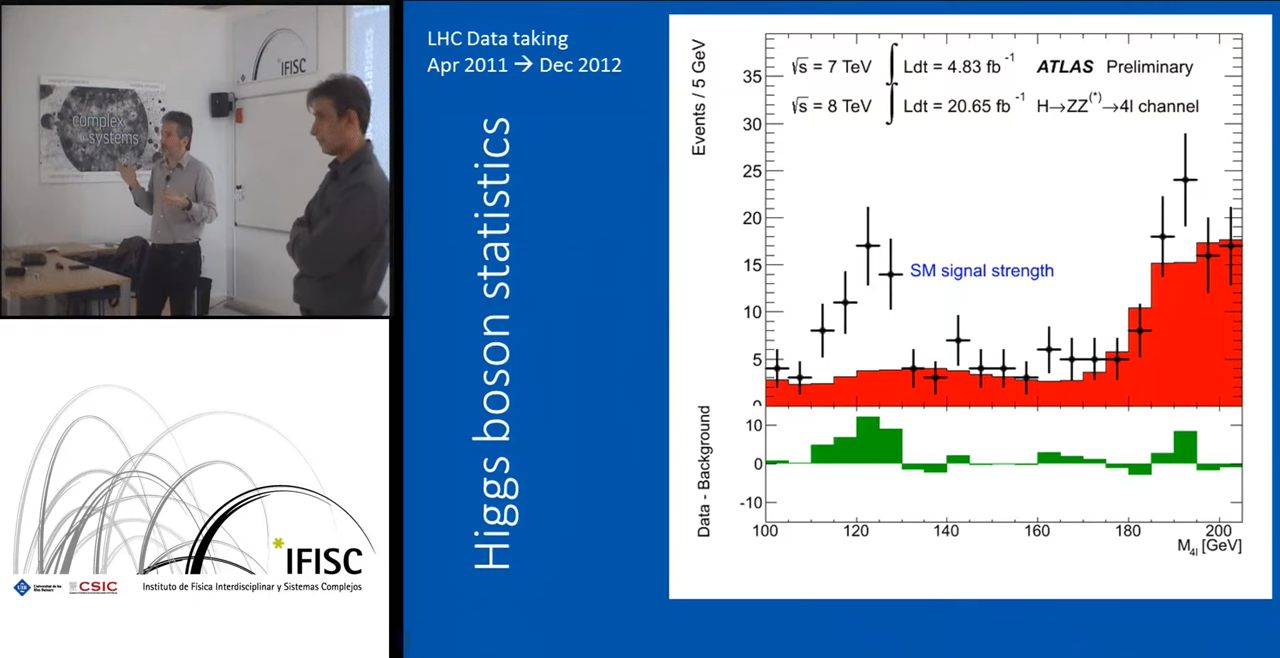 complex
systems
IFISC
IFISC
Instituto de Física Interdisciplinar y Sistemas Complejos
CSIC
LHC Data taking
Apr 2011 → Dec 2012
Higgs boson statistics
√s = 7 TeV ∫ Ldt = 4.83 fb⁻¹ ATLAS Preliminary
√s = 8 TeV ∫ Ldt = 20.65 fb⁻¹ H→ZZ⁽*⁾→4l channel
Events / 5 GeV
35
30
25
20
15
10
5
0
SM signal strength
Data - Background
10
0
-10
100 120 140 160 180 200
M₄ₗ [GeV]